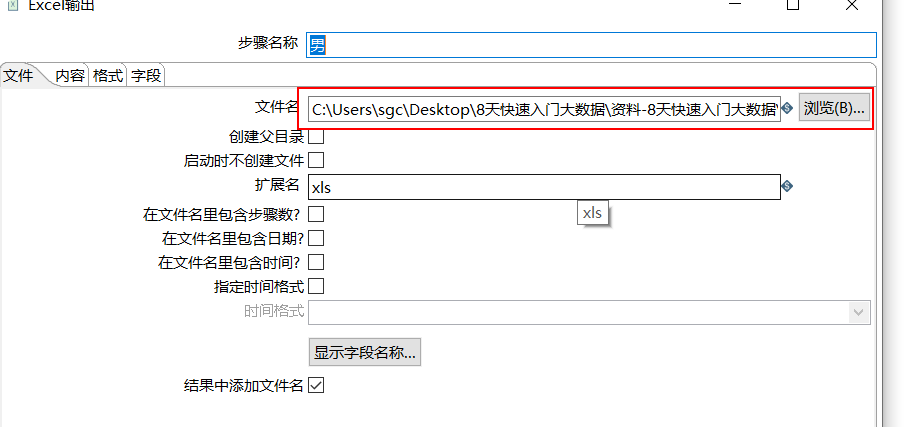 Excel输出
步骤名称 男
文件 内容 格式 字段
文件名 C:\Users\sgc\Desktop\8天快速入门大数据\资料-8天快速入门大数据\ 浏览(B)...
创建父目录
启动时不创建文件
扩展名 xls
xls
在文件名里包含步骤数?
在文件名里包含日期?
在文件名里包含时间?
指定时间格式
时间格式
显示字段名称...
结果中添加文件名